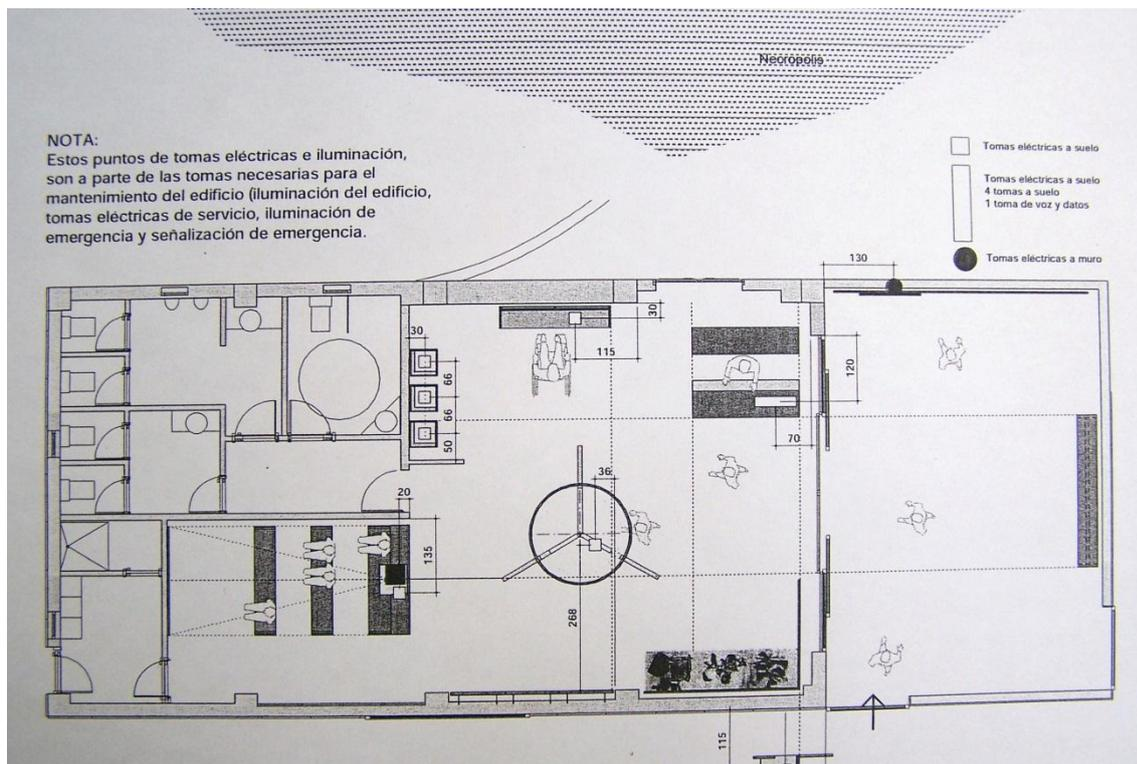 Necropolis
NOTA:
Estos puntos de tomas eléctricas e iluminación,
son a parte de las tomas necesarias para el
mantenimiento del edificio (iluminación del edificio,
tomas eléctricas de servicio, iluminación de
emergencia y señalización de emergencia.
Tomas eléctricas a suelo
Tomas eléctricas a suelo
4 tomas a suelo
1 toma de voz y datos
Tomas eléctricas a muro
130
30
30
115
120
66
66
50
70
36
20
135
268
115